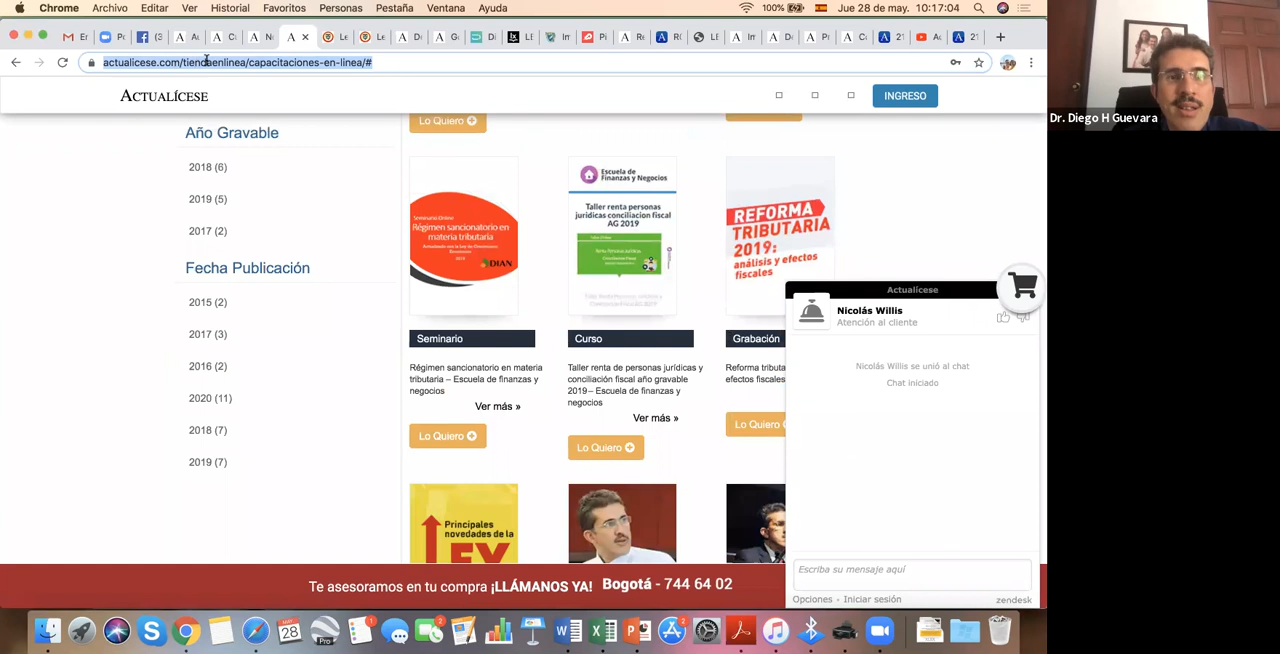 Chrome Archivo Editar Ver Historial Favoritos Personas Pestaña Ventana Ayuda
100% Jue 28 de may. 10:17:04
actualicese.com/tiendaenlinea/capacitaciones-en-linea/#
ACTUALÍCESE
INGRESO
Dr. Diego H Guevara
Año Gravable
2018 (6)
2019 (5)
2017 (2)
Fecha Publicación
2015 (2)
2017 (3)
2016 (2)
2020 (11)
2018 (7)
2019 (7)
Lo Quiero
Seminario Online
Régimen sancionatorio en
materia tributaria
2019
DIAN
Seminario
Régimen sancionatorio en materia
tributaria – Escuela de finanzas y
negocios
Ver más »
Lo Quiero
Escuela de
Finanzas y Negocios
Taller renta personas
jurídicas conciliacion fiscal
AG 2019
Curso
Taller renta de personas jurídicas y
conciliación fiscal año gravable
2019 – Escuela de finanzas y
negocios
Ver más »
Lo Quiero
REFORMA
TRIBUTARIA
2019:
análisis y efectos
fiscales
Grabación
Reforma tributa
efectos fiscales
Lo Quiero
Principales
novedades de la
LEY
Actualícese
Nicolás Willis
Atención al cliente
Nicolás Willis se unió al chat
Chat iniciado
Escriba su mensaje aquí
Opciones • Iniciar sesión
zendesk
Te asesoramos en tu compra ¡LLÁMANOS YA! Bogotá - 744 64 02